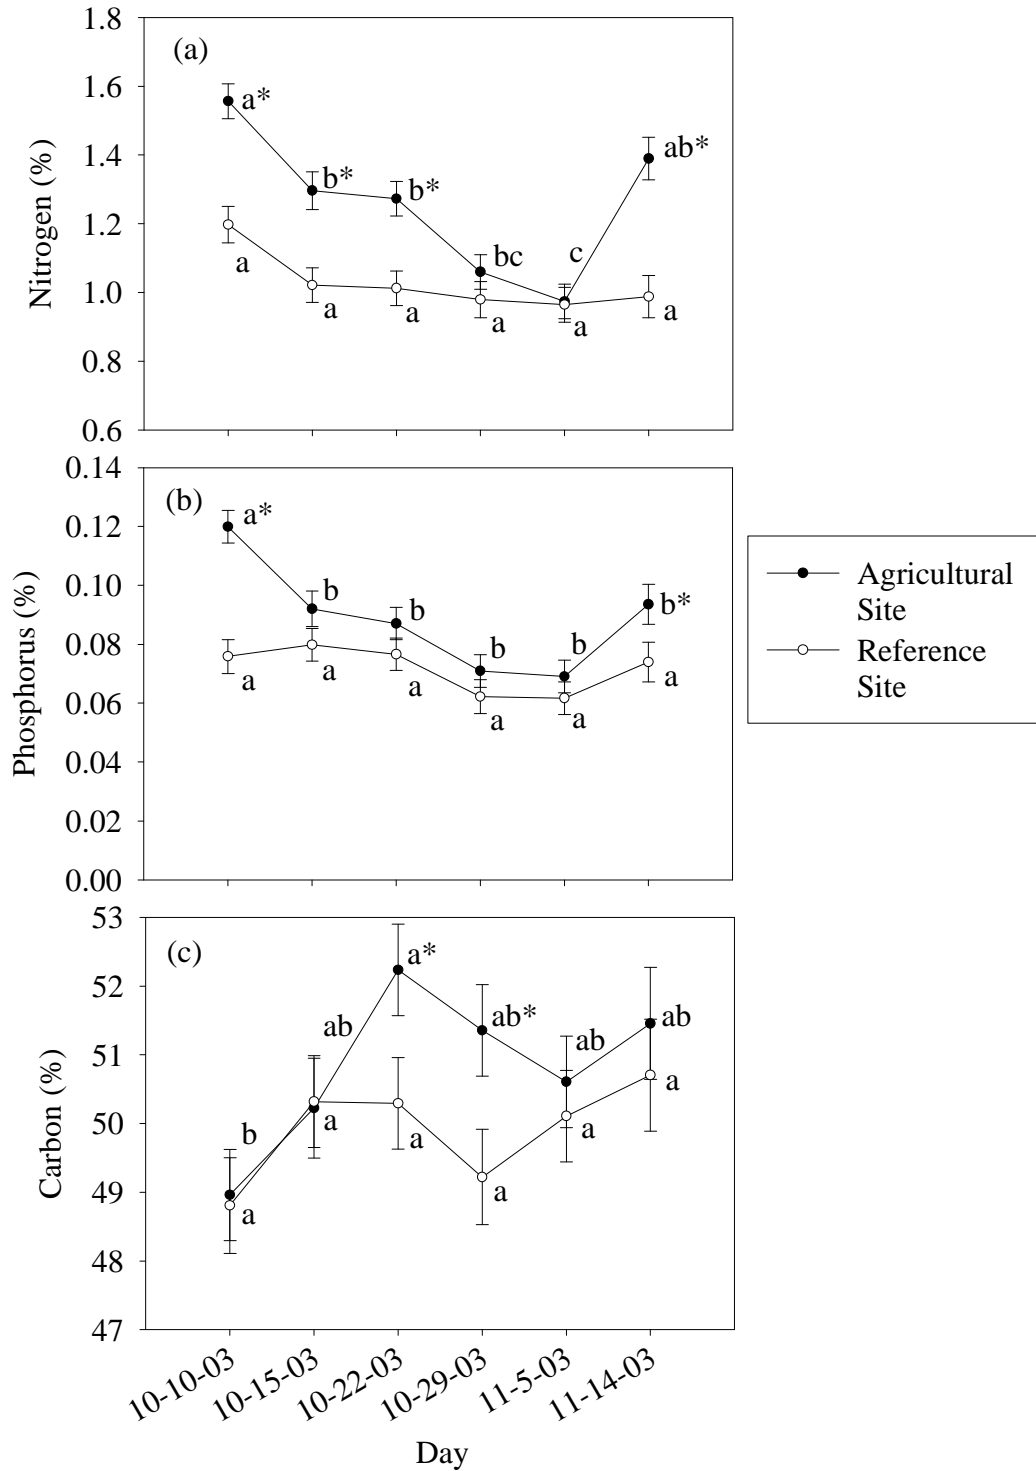 (a)
Nitrogen (%)
1.8
1.6
1.4
1.2
1.0
0.8
0.6
a*
b*
b*
bc
c
ab*
a
a
a
a
a
a
(b)
Phosphorus (%)
0.14
0.12
0.10
0.08
0.06
0.04
0.02
0.00
a*
b
b
b
b
b*
a
a
a
a
a
a
Agricultural
Site
Reference
Site
(c)
Carbon (%)
53
52
51
50
49
48
47
b
ab
a*
ab*
ab
ab
a
a
a
a
a
a
10-10-03
10-15-03
10-22-03
10-29-03
11-5-03
11-14-03
Day